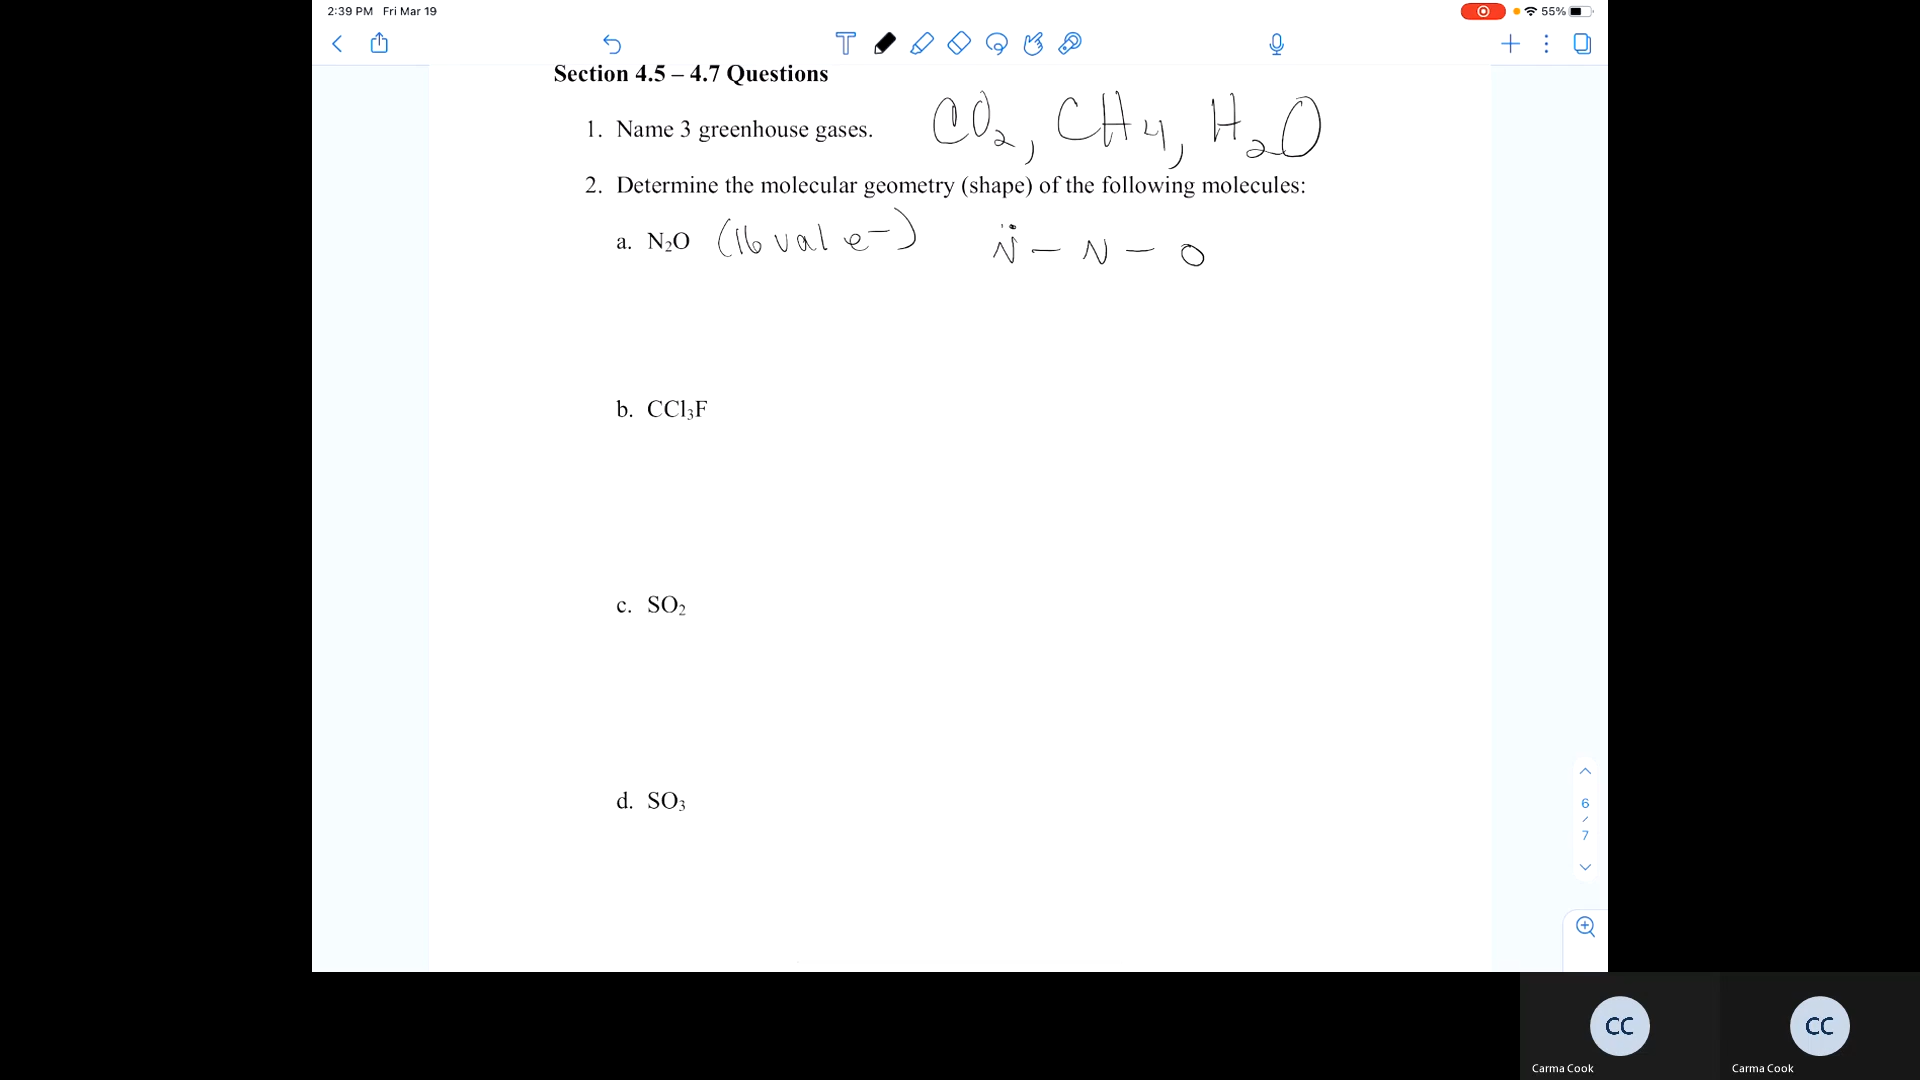 2:39 PM Fri Mar 19 55%
Section 4.5 – 4.7 Questions
1. Name 3 greenhouse gases. CO₂, CH₄, H₂O
2. Determine the molecular geometry (shape) of the following molecules:
a. N₂O (16 val e⁻) N̈ – N – O
b. CCl₃F
c. SO₂
d. SO₃
6
/
7
CC CC
Carma Cook Carma Cook